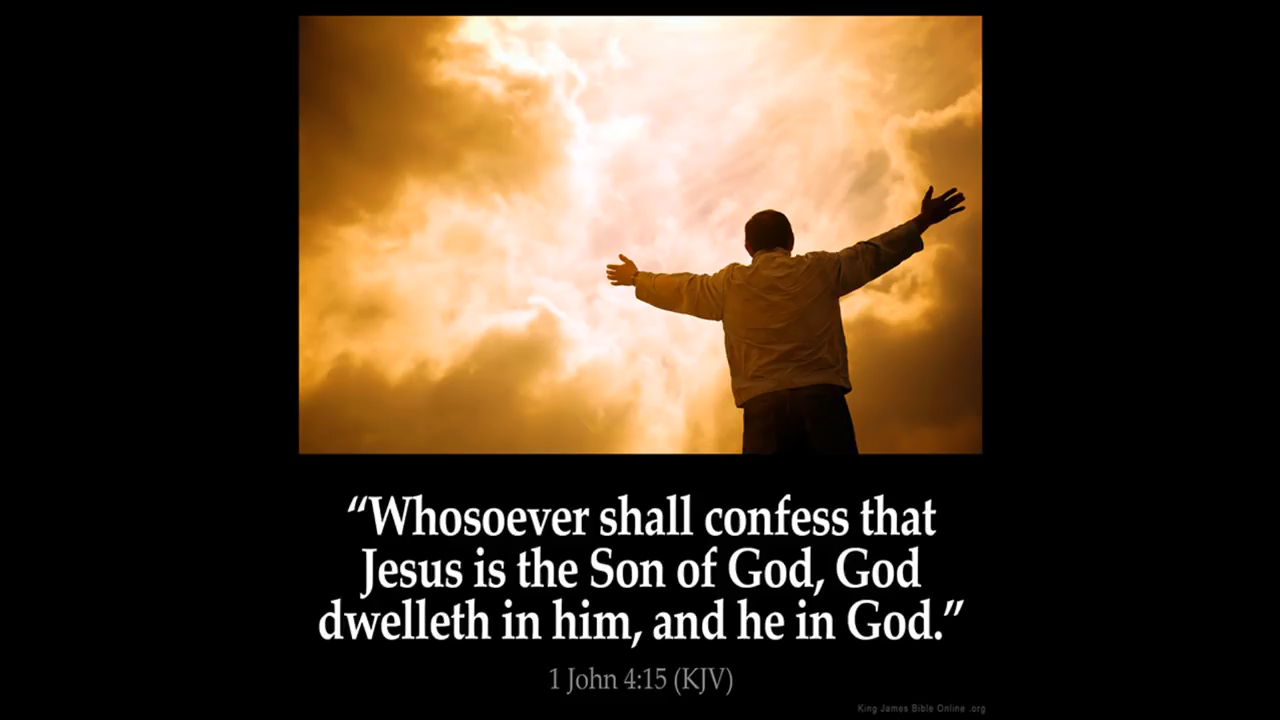 “Whosoever shall confess that
Jesus is the Son of God, God
dwelleth in him, and he in God.”
1 John 4:15 (KJV)
King James Bible Online .org